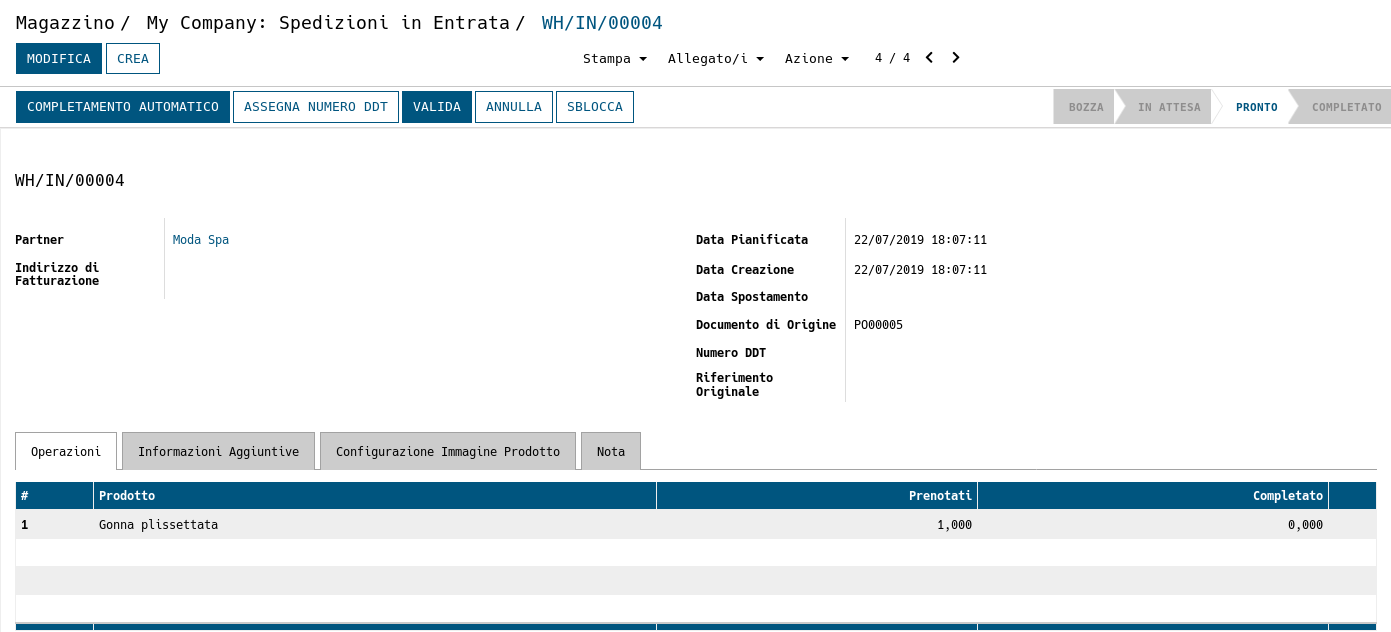 Magazzino / My Company: Spedizioni in Entrata / WH/IN/00004
MODIFICA CREA Stampa Allegato/i Azione 4 / 4
COMPLETAMENTO AUTOMATICO ASSEGNA NUMERO DDT VALIDA ANNULLA SBLOCCA BOZZA IN ATTESA PRONTO COMPLETATO
WH/IN/00004
Partner Moda Spa
Indirizzo di
Fatturazione
Data Pianificata 22/07/2019 18:07:11
Data Creazione 22/07/2019 18:07:11
Data Spostamento
Documento di Origine PO00005
Numero DDT
Riferimento
Originale
Operazioni Informazioni Aggiuntive Configurazione Immagine Prodotto Nota
# Prodotto Prenotati Completato
1 Gonna plissettata 1,000 0,000